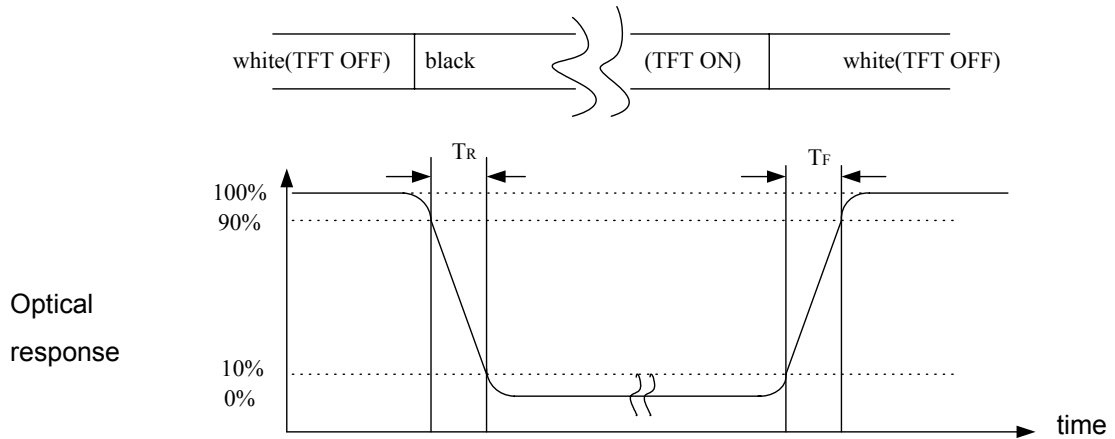 white(TFT OFF) black (TFT ON) white(TFT OFF)
TR TF
100%
90%
Optical
response
10%
0%
time